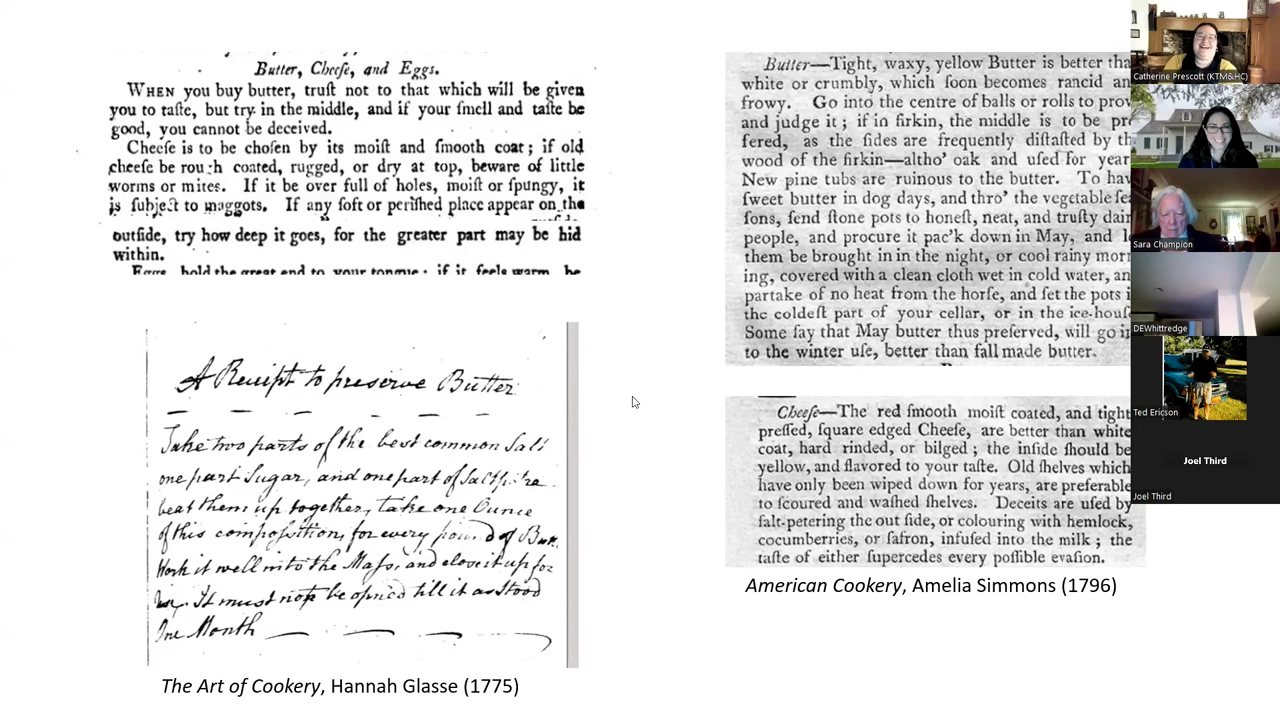 Butter, Cheeſe, and Eggs.
WHEN you buy butter, truſt not to that which will be given
you to taſte, but try in the middle, and if your ſmell and taſte be
good, you cannot be deceived.
Cheeſe is to be choſen by its moiſt and ſmooth coat; if old
cheeſe be rough coated, rugged, or dry at top, beware of little
worms or mites. If it be over full of holes, moiſt or ſpungy, it
is ſubject to maggots. If any ſoft or periſhed place appear on the
outſide, try how deep it goes, for the greater part may be hid
within.
Eggs hold the great end to your tongue; if it feels warm be
A Receipt to preserve Butter
Take two parts of the best common Salt
one part Sugar, and one part of
beat them up together, take one Ounce
of this composition, for every pound of
Work it well into the Mass, and close it up for
use. It must not be opened till it as Stood
One Month
The Art of Cookery, Hannah Glasse (1775)
Butter—Tight, waxy, yellow Butter is better tha
white or crumbly, which ſoon becomes rancid an
frowy. Go into the centre of balls or rolls to prov
and judge it; if in firkin, the middle is to be pre
fered, as the ſides are frequently diſtaſted by th
wood of the firkin—altho' oak and uſed for year
New pine tubs are ruinous to the butter. To hav
ſweet butter in dog days, and thro' the vegetable ſea
ſons, ſend ſtone pots to honeſt, neat, and truſty dair
people, and procure it pac'k down in May, and le
them be brought in in the night, or cool rainy morn
ing, covered with a clean cloth wet in cold water, an
partake of no heat from the horſe, and ſet the pots i
the coldeſt part of your cellar, or in the ice-houſ
Some ſay that May butter thus preſerved, will go in
to the winter uſe, better than fall made butter.
Cheeſe—The red ſmooth moiſt coated, and tight
preſſed, ſquare edged Cheeſe, are better than white
coat, hard rinded, or bilged; the inſide ſhould be
yellow, and flavored to your taſte. Old ſhelves which
have only been wiped down for years, are preferable
to ſcoured and waſhed ſhelves. Deceits are uſed by
ſalt-petering the out ſide, or colouring with hemlock,
cocumberries, or ſafron, infuſed into the milk; the
taſte of either ſupercedes every poſſible evaſion.
American Cookery, Amelia Simmons (1796)
Catherine Prescott (KTM&HC)
Sara Champion
DEWhittredge
Ted Ericson
Joel Third
Joel Third